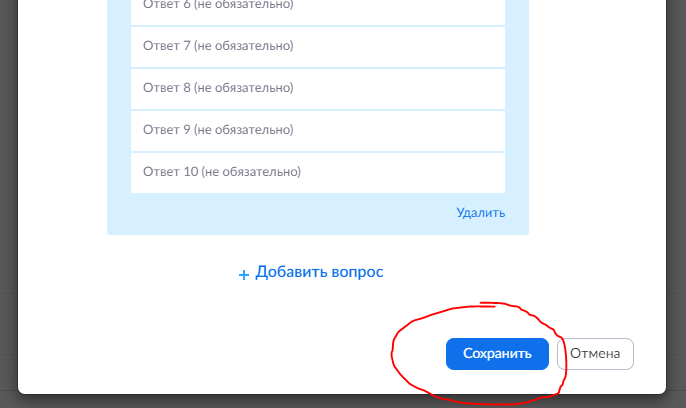 Ответ 6 (не обязательно)
Ответ 7 (не обязательно)
Ответ 8 (не обязательно)
Ответ 9 (не обязательно)
Ответ 10 (не обязательно)
Удалить
+ Добавить вопрос
Сохранить Отмена